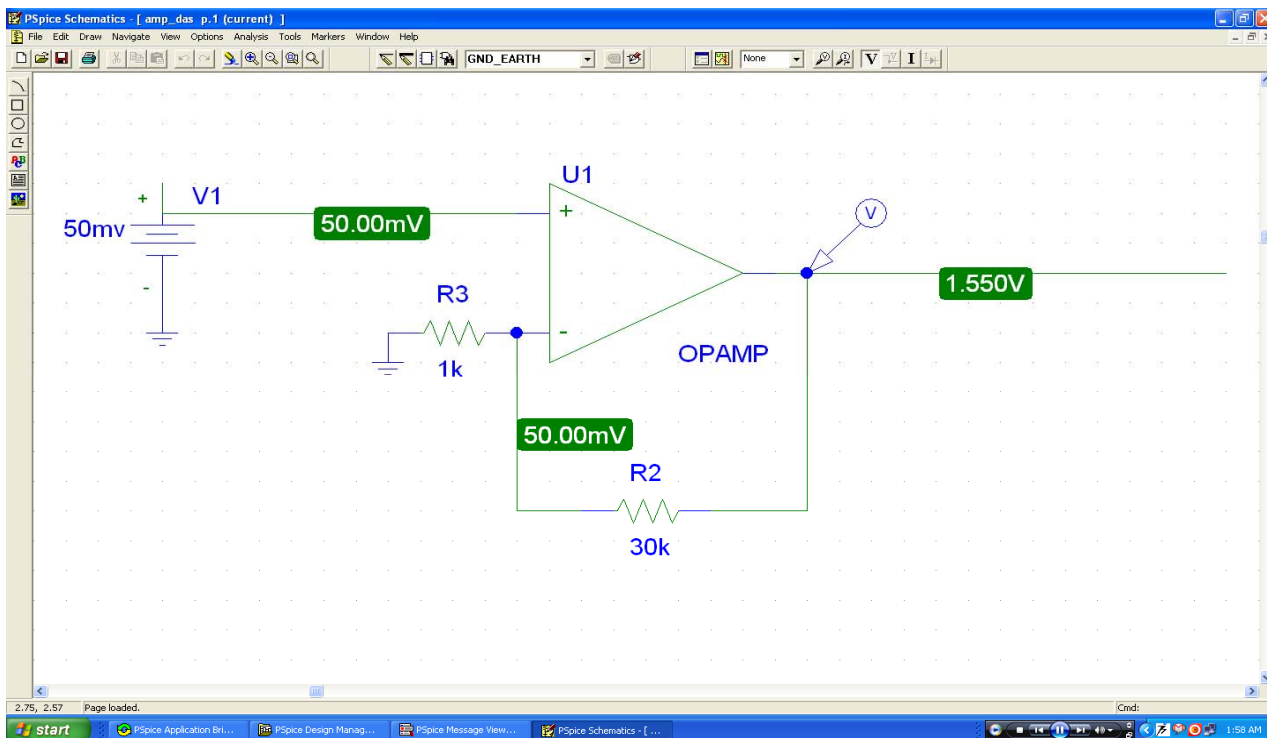 PSpice Schematics - [ amp_das p.1 (current) ]
File Edit Draw Navigate View Options Analysis Tools Markers Window Help
GND_EARTH
None
V
I
U1
+
V1
50.00mV
+
V
50mv
1.550V
-
R3
-
OPAMP
1k
50.00mV
R2
30k
2.75, 2.57 Page loaded.
Cmd:
start
PSpice Application Bri...
PSpice Design Manag...
PSpice Message View...
PSpice Schematics - [ ...
1:58 AM